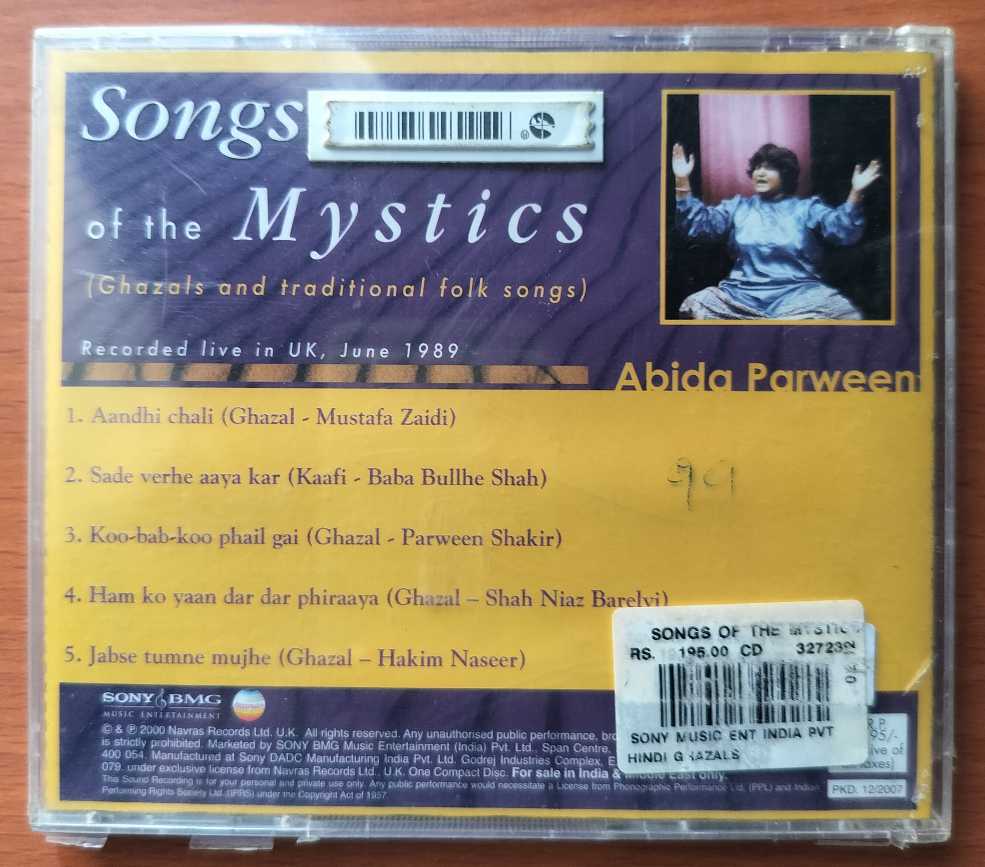 Songs
of the Mystics
(Ghazals and traditional folk songs)
Recorded live in UK, June 1989
Abida Parween
1. Aandhi chali (Ghazal - Mustafa Zaidi)
2. Sade verhe aaya kar (Kaafi - Baba Bullhe Shah)
3. Koo-bab-koo phail gai (Ghazal - Parween Shakir)
4. Ham ko yaan dar dar phiraaya (Ghazal – Shah Niaz Barelvi)
5. Jabse tumne mujhe (Ghazal – Hakim Naseer)
SONGS OF THE MYSTIC
RS. 195.00 CD
SONY MUSIC ENT INDIA PVT
HINDI GHAZALS
SONY BMG
MUSIC ENTERTAINMENT
© & ℗ 2000 Navras Records Ltd. U.K. All rights reserved. Any unauthorised public performance,
is strictly prohibited. Marketed by SONY BMG Music Entertainment (India) Pvt. Ltd., Span Centre,
400 054. Manufactured at Sony DADC Manufacturing India Pvt. Ltd. Godrej Industries Complex,
079. under exclusive license from Navras Records Ltd., U.K. One Compact Disc. For sale in India & Middle East only.
This Sound Recording is for your personal and private use only. Any public performance would necessitate a License from Phonographic Performance Ltd. (PPL) and Indian
Performing Rights Society Ltd. (IPRS) under the Copyright Act of 1957.
PKD. 12/2007